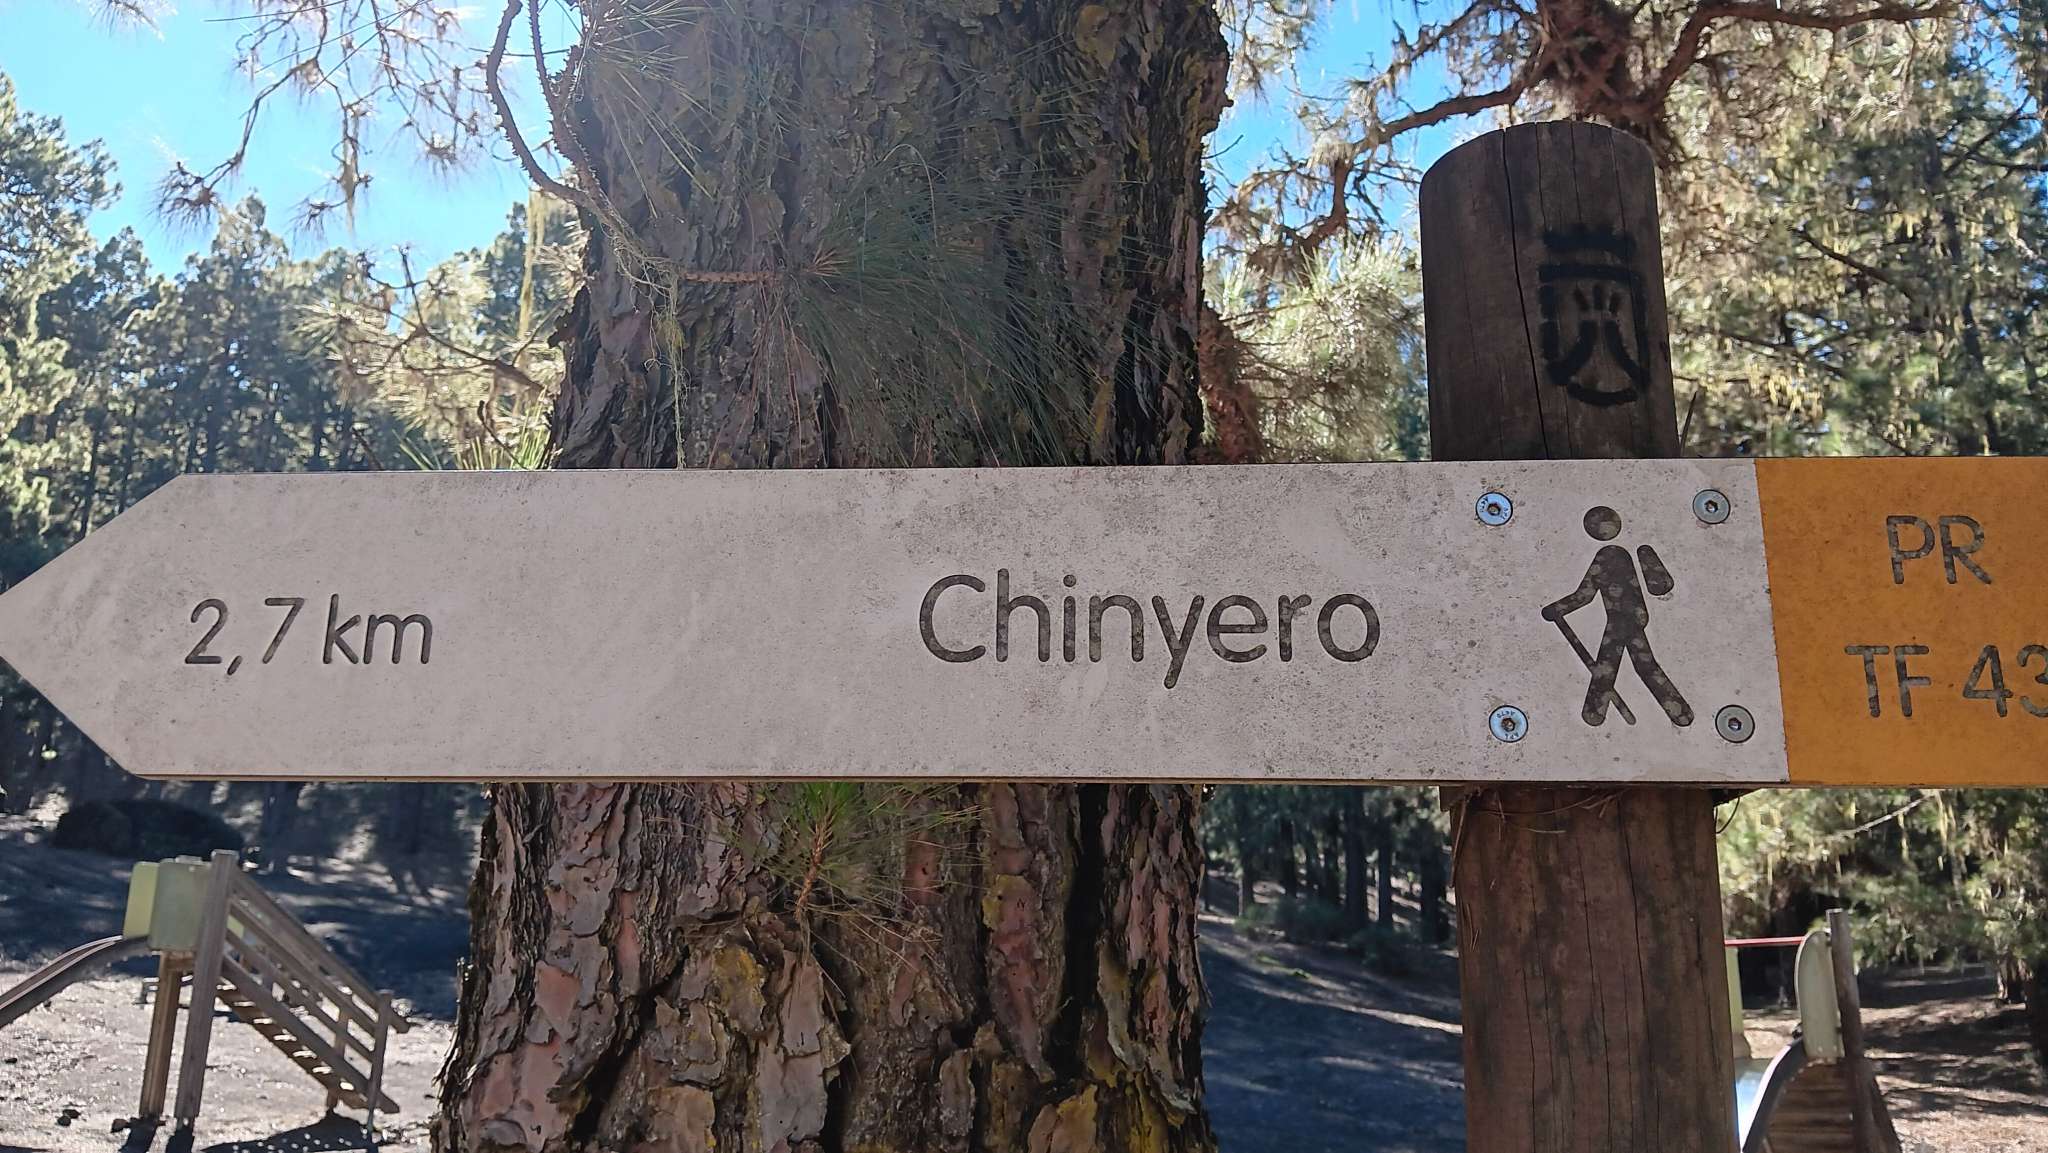 2,7 km
Chinyero
PR
TF 43